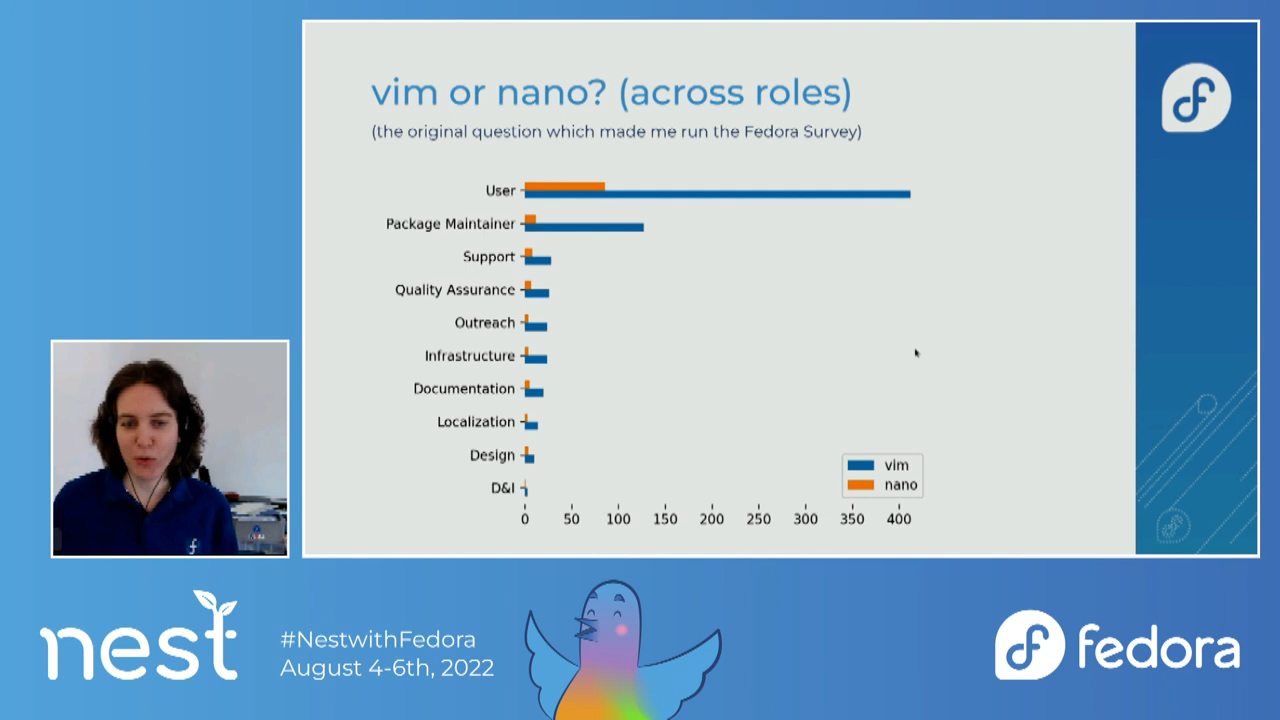 vim or nano? (across roles)
(the original question which made me run the Fedora Survey)
User
Package Maintainer
Support
Quality Assurance
Outreach
Infrastructure
Documentation
Localization
Design
D&I
0 50 100 150 200 250 300 350 400
vim
nano
nest
#NestwithFedora
August 4-6th, 2022
fedora